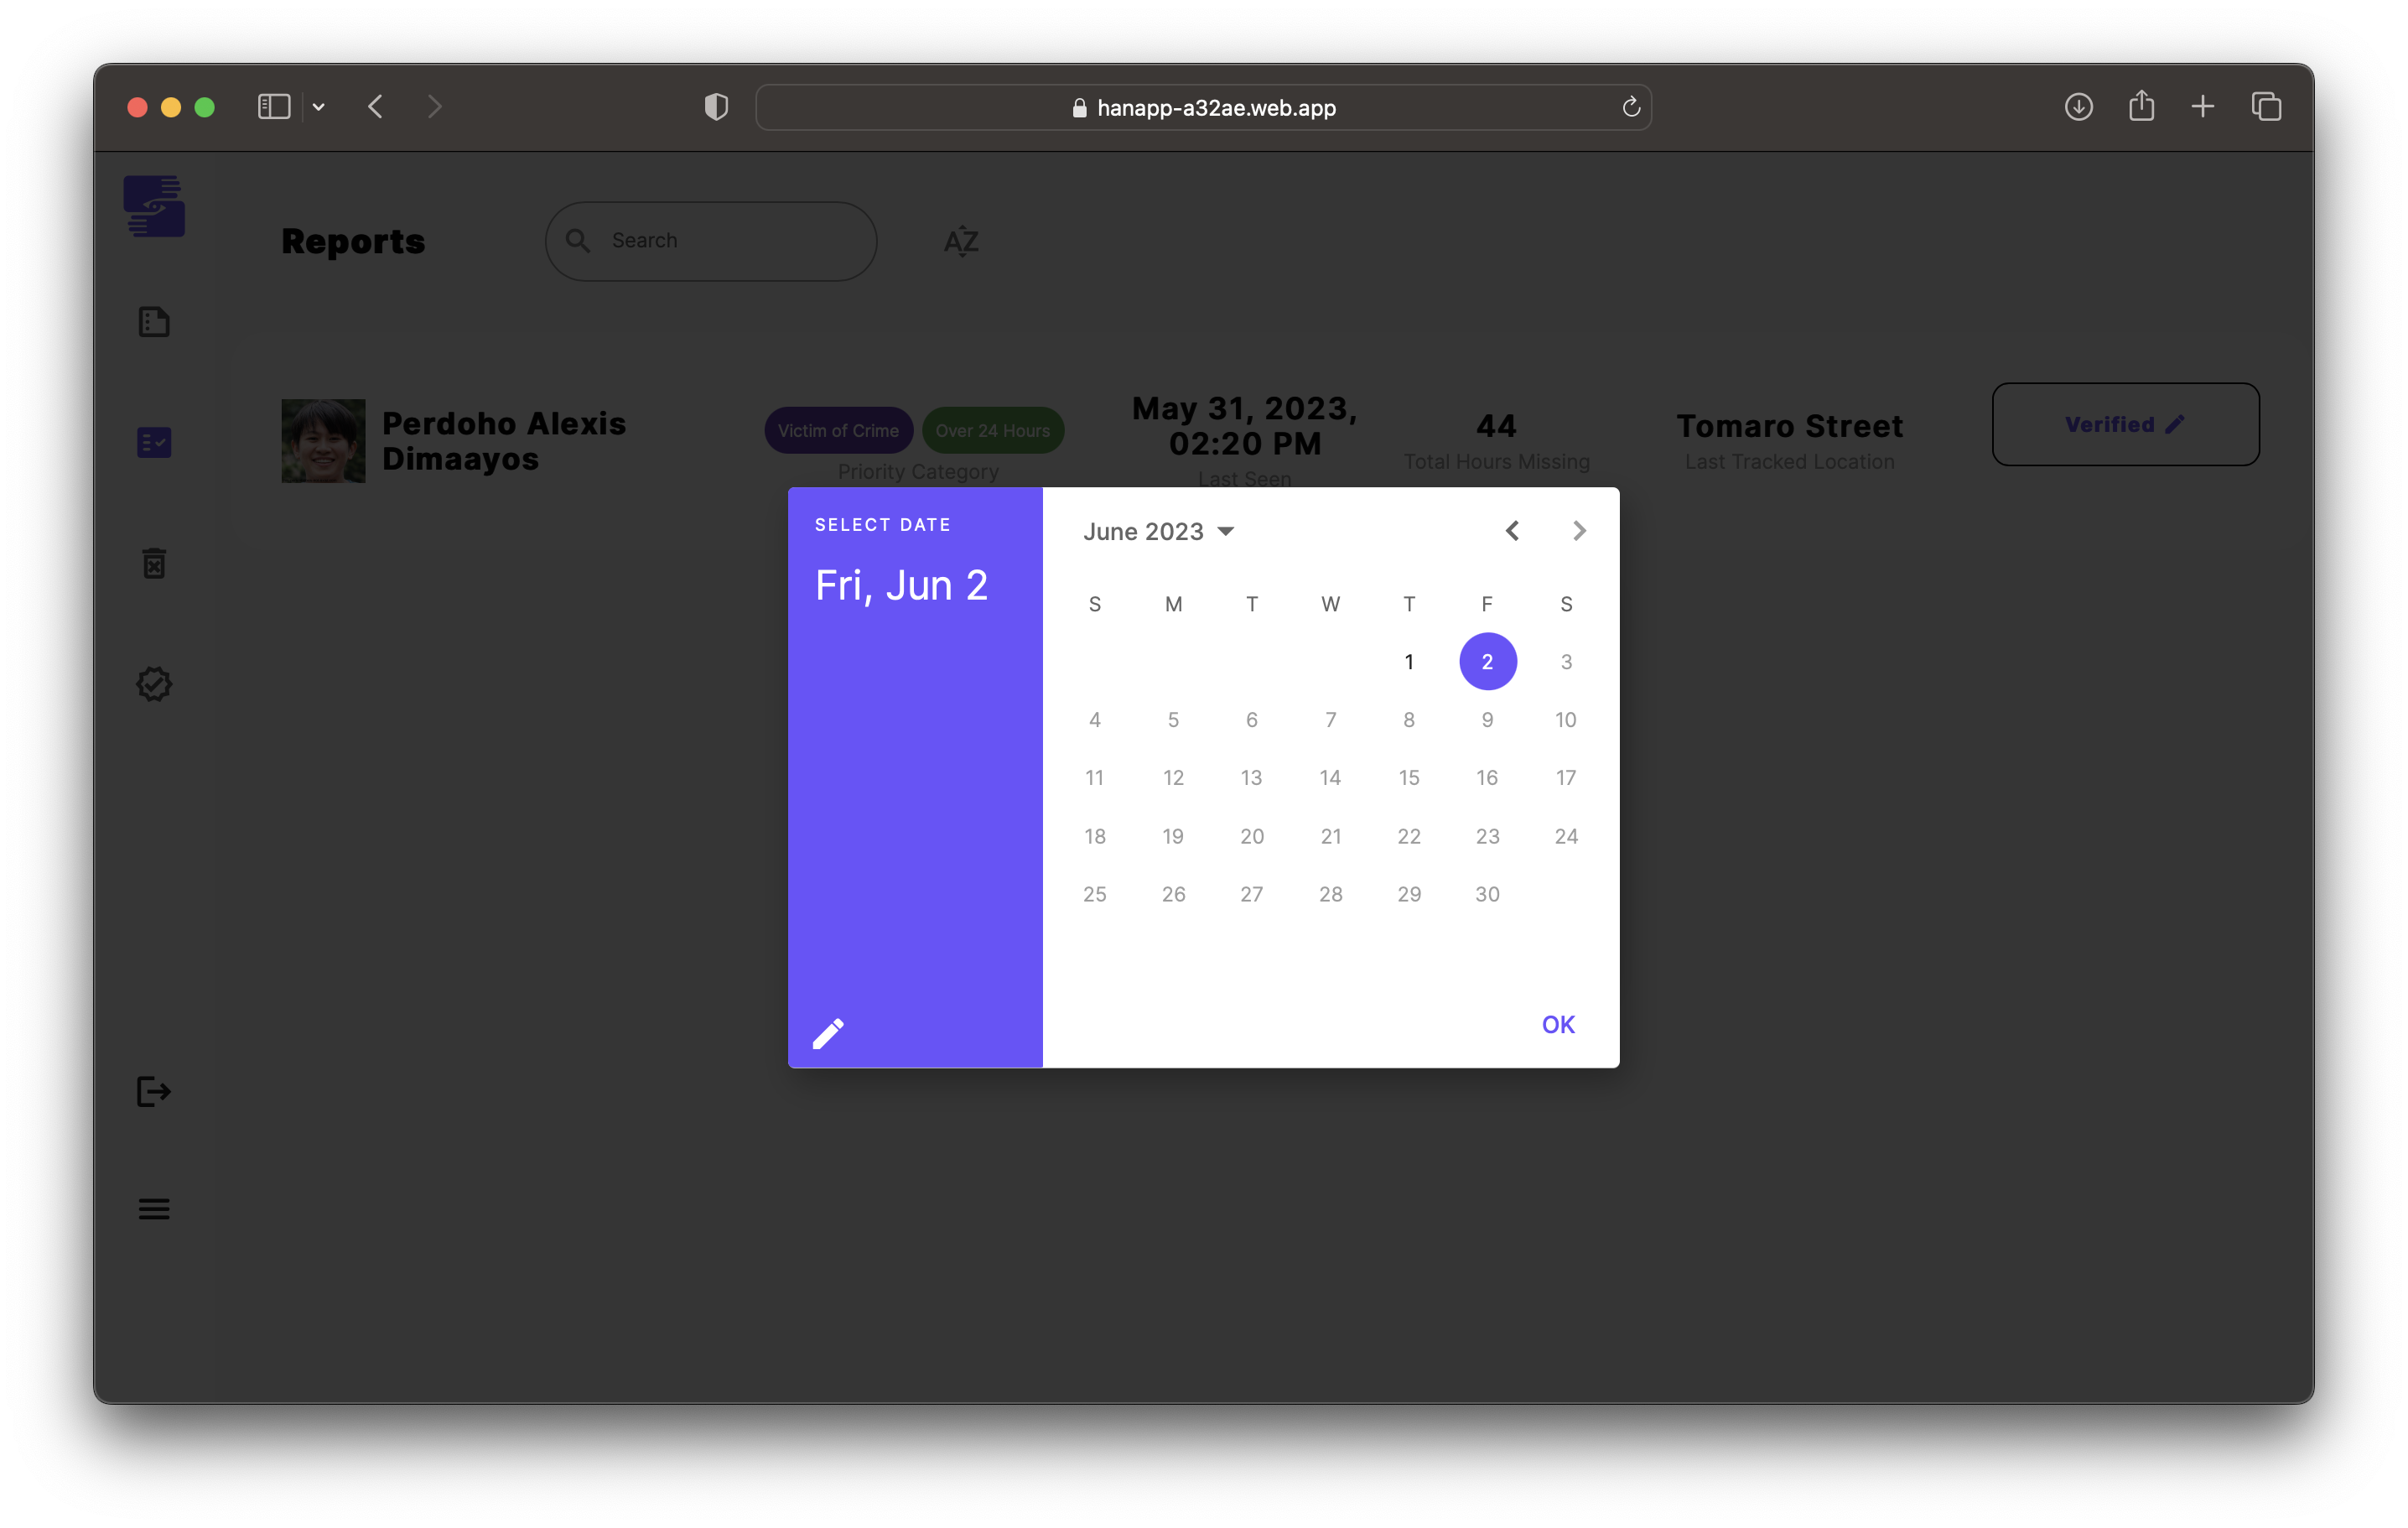 hanapp-a32ae.web.app
Reports
Search
AZ
Perdoho Alexis
Dimaayos
Victim of Crime
Over 24 Hours
Priority Category
May 31, 2023,
02:20 PM
Last Seen
44
Total Hours Missing
Tomaro Street
Last Tracked Location
Verified
SELECT DATE
Fri, Jun 2
June 2023
S M T W T F S
1 2 3
4 5 6 7 8 9 10
11 12 13 14 15 16 17
18 19 20 21 22 23 24
25 26 27 28 29 30
OK